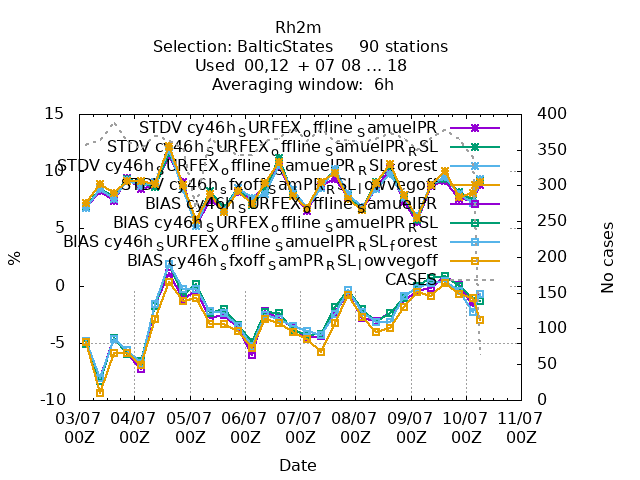 Rh2m
Selection: BalticStates     90 stations
Used  00,12  + 07 08 ... 18
Averaging window:  6h
STDV cy46h_SURFEX_offline_SamuelPR
STDV cy46h_SURFEX_offline_SamuelPR_RSL
STDV cy46h_SURFEX_offline_SamuelPR_RSL_forest
STDV cy46h_sfxoff_SamPR_RSL_lowvegoff
BIAS cy46h_SURFEX_offline_SamuelPR
BIAS cy46h_SURFEX_offline_SamuelPR_RSL
BIAS cy46h_SURFEX_offline_SamuelPR_RSL_forest
BIAS cy46h_sfxoff_SamPR_RSL_lowvegoff
CASES
15
10
5
0
-5
-10
%
400
350
300
250
200
150
100
50
0
No cases
03/07 04/07 05/07 06/07 07/07 08/07 09/07 10/07 11/07
00Z 00Z 00Z 00Z 00Z 00Z 00Z 00Z 00Z
Date